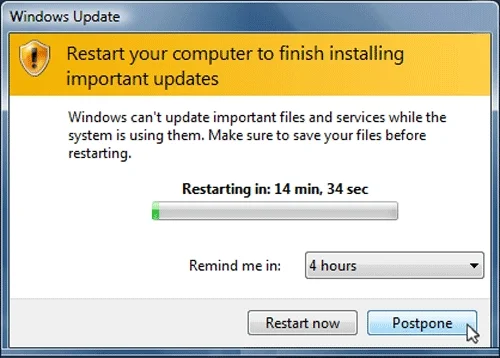 Windows Update
Restart your computer to finish installing
important updates
Windows can't update important files and services while the
system is using them. Make sure to save your files before
restarting.
Restarting in: 14 min, 34 sec
Remind me in: 4 hours
Restart now Postpone